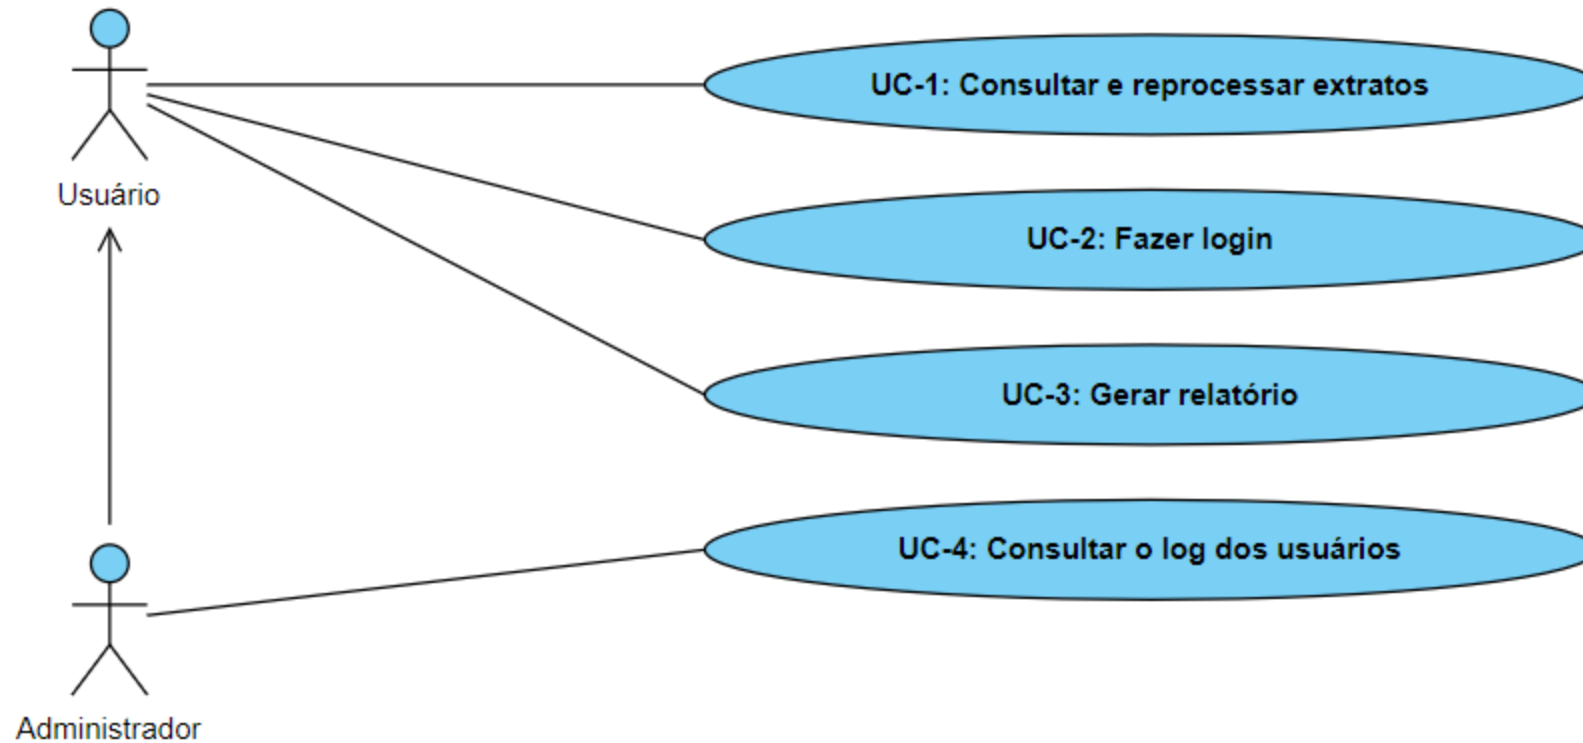 UC-1: Consultar e reprocessar extratos
Usuário
UC-2: Fazer login
UC-3: Gerar relatório
UC-4: Consultar o log dos usuários
Administrador